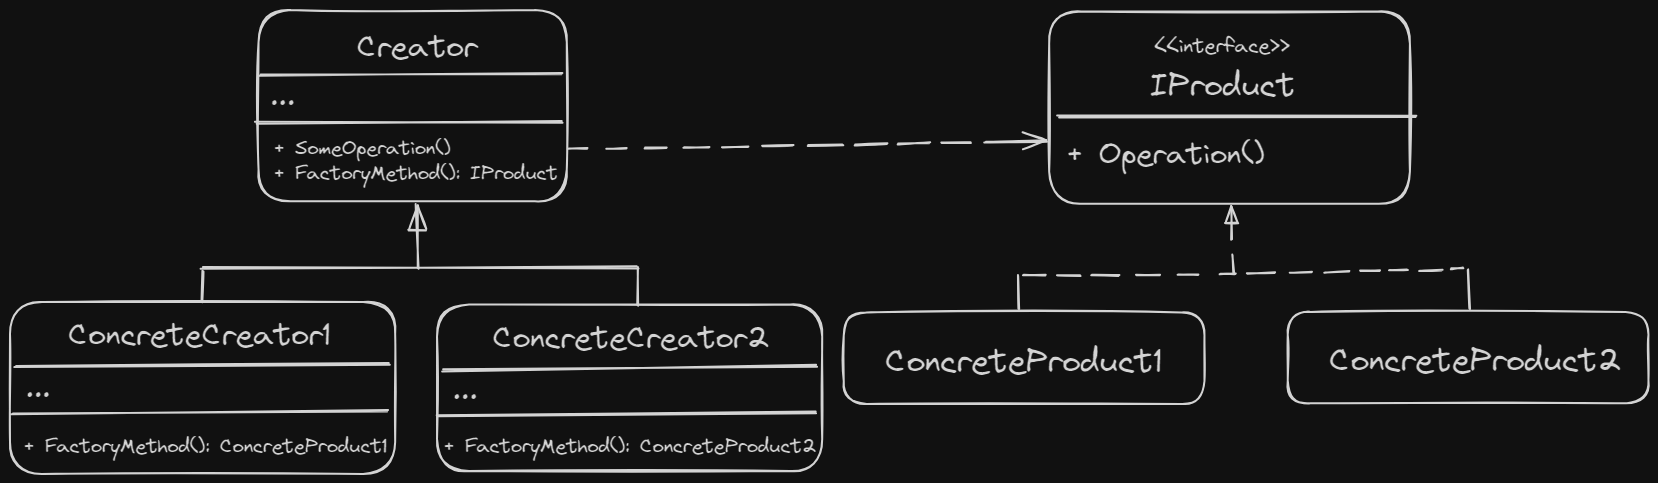 Creator
...
+ SomeOperation()
+ FactoryMethod(): IProduct
<<interface>>
IProduct
+ Operation()
ConcreteCreator1
...
+ FactoryMethod(): ConcreteProduct1
ConcreteCreator2
...
+ FactoryMethod(): ConcreteProduct2
ConcreteProduct1
ConcreteProduct2